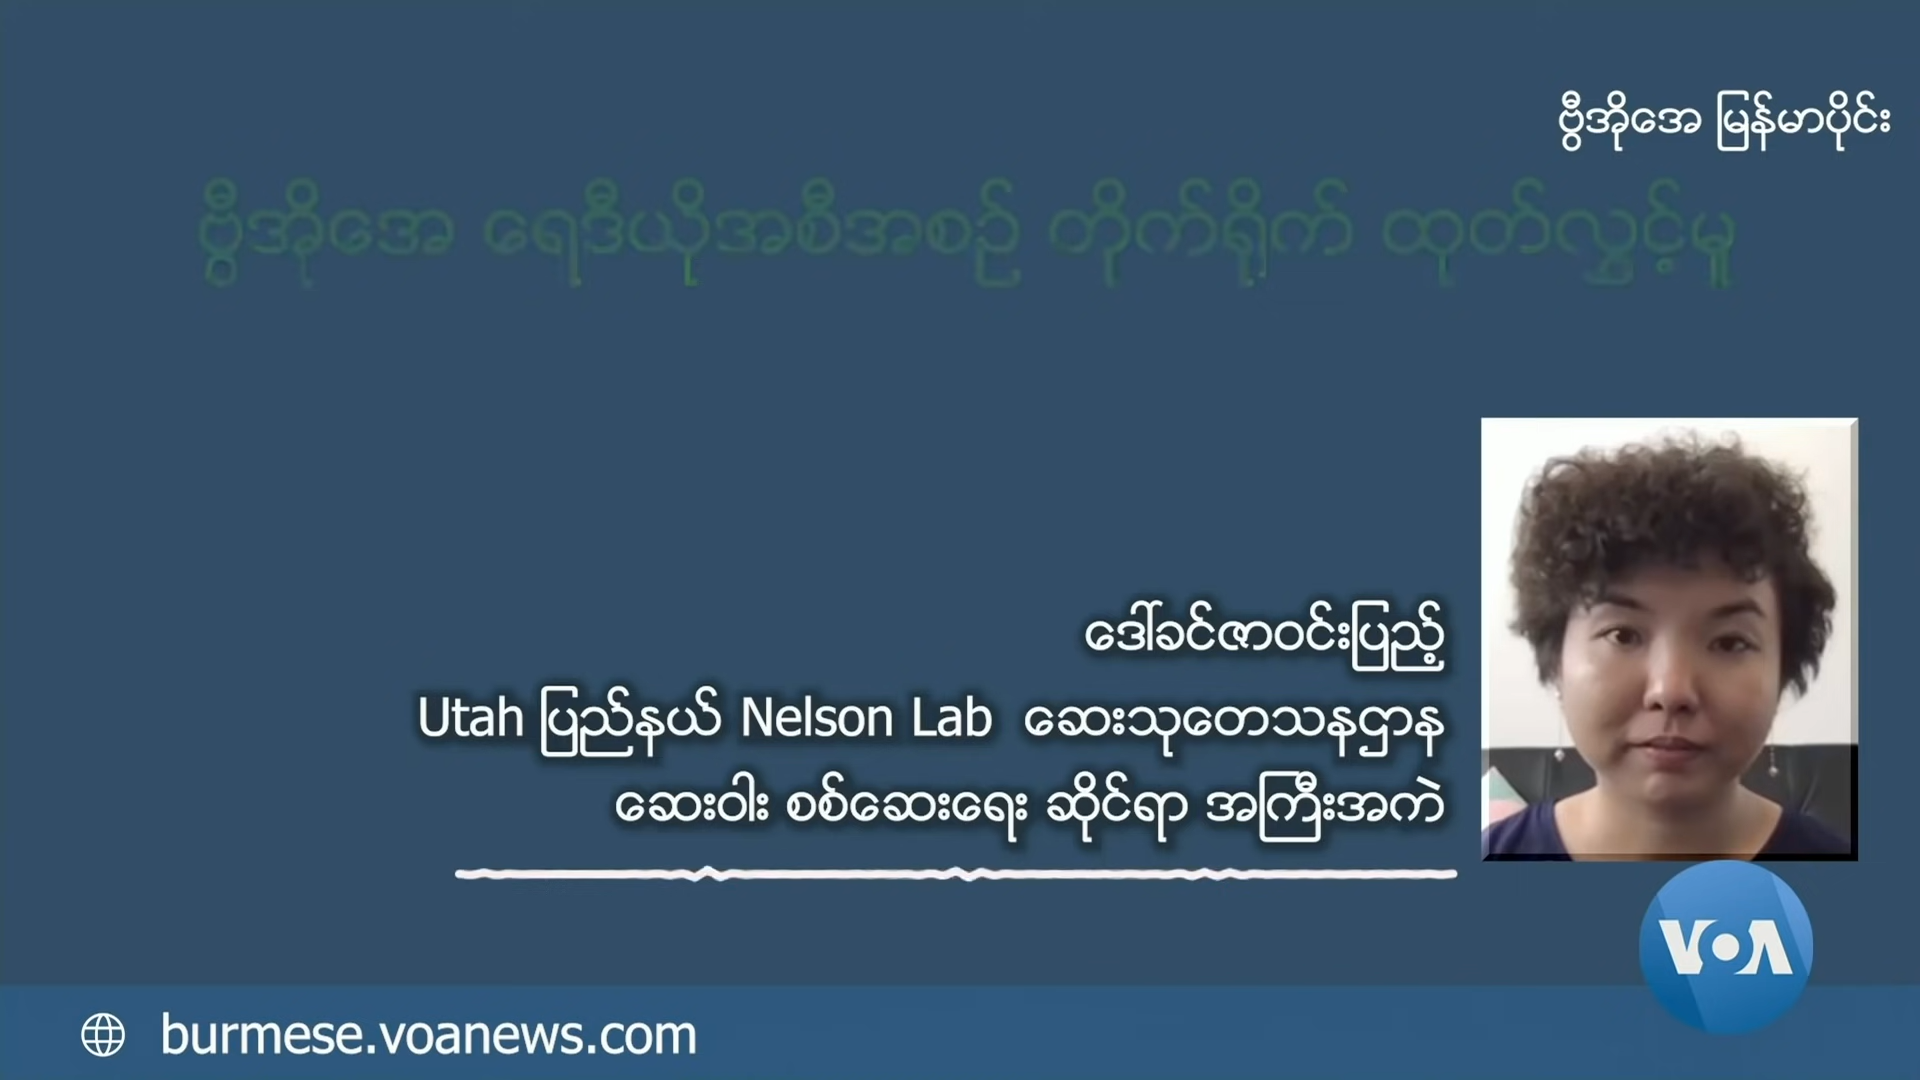 ဗွီအိုအေ မြန်မာပိုင်း
ဗွီအိုအေ ရေဒီယိုအစီအစဉ် တိုက်ရိုက် ထုတ်လွှင့်မှု
ဒေါ်ခင်ဇာဝင်းပြည့်
Utah ပြည်နယ် Nelson Lab ဆေးသုတေသနဌာန
ဆေးဝါး စစ်ဆေးရေး ဆိုင်ရာ အကြီးအကဲ
VOA
burmese.voanews.com